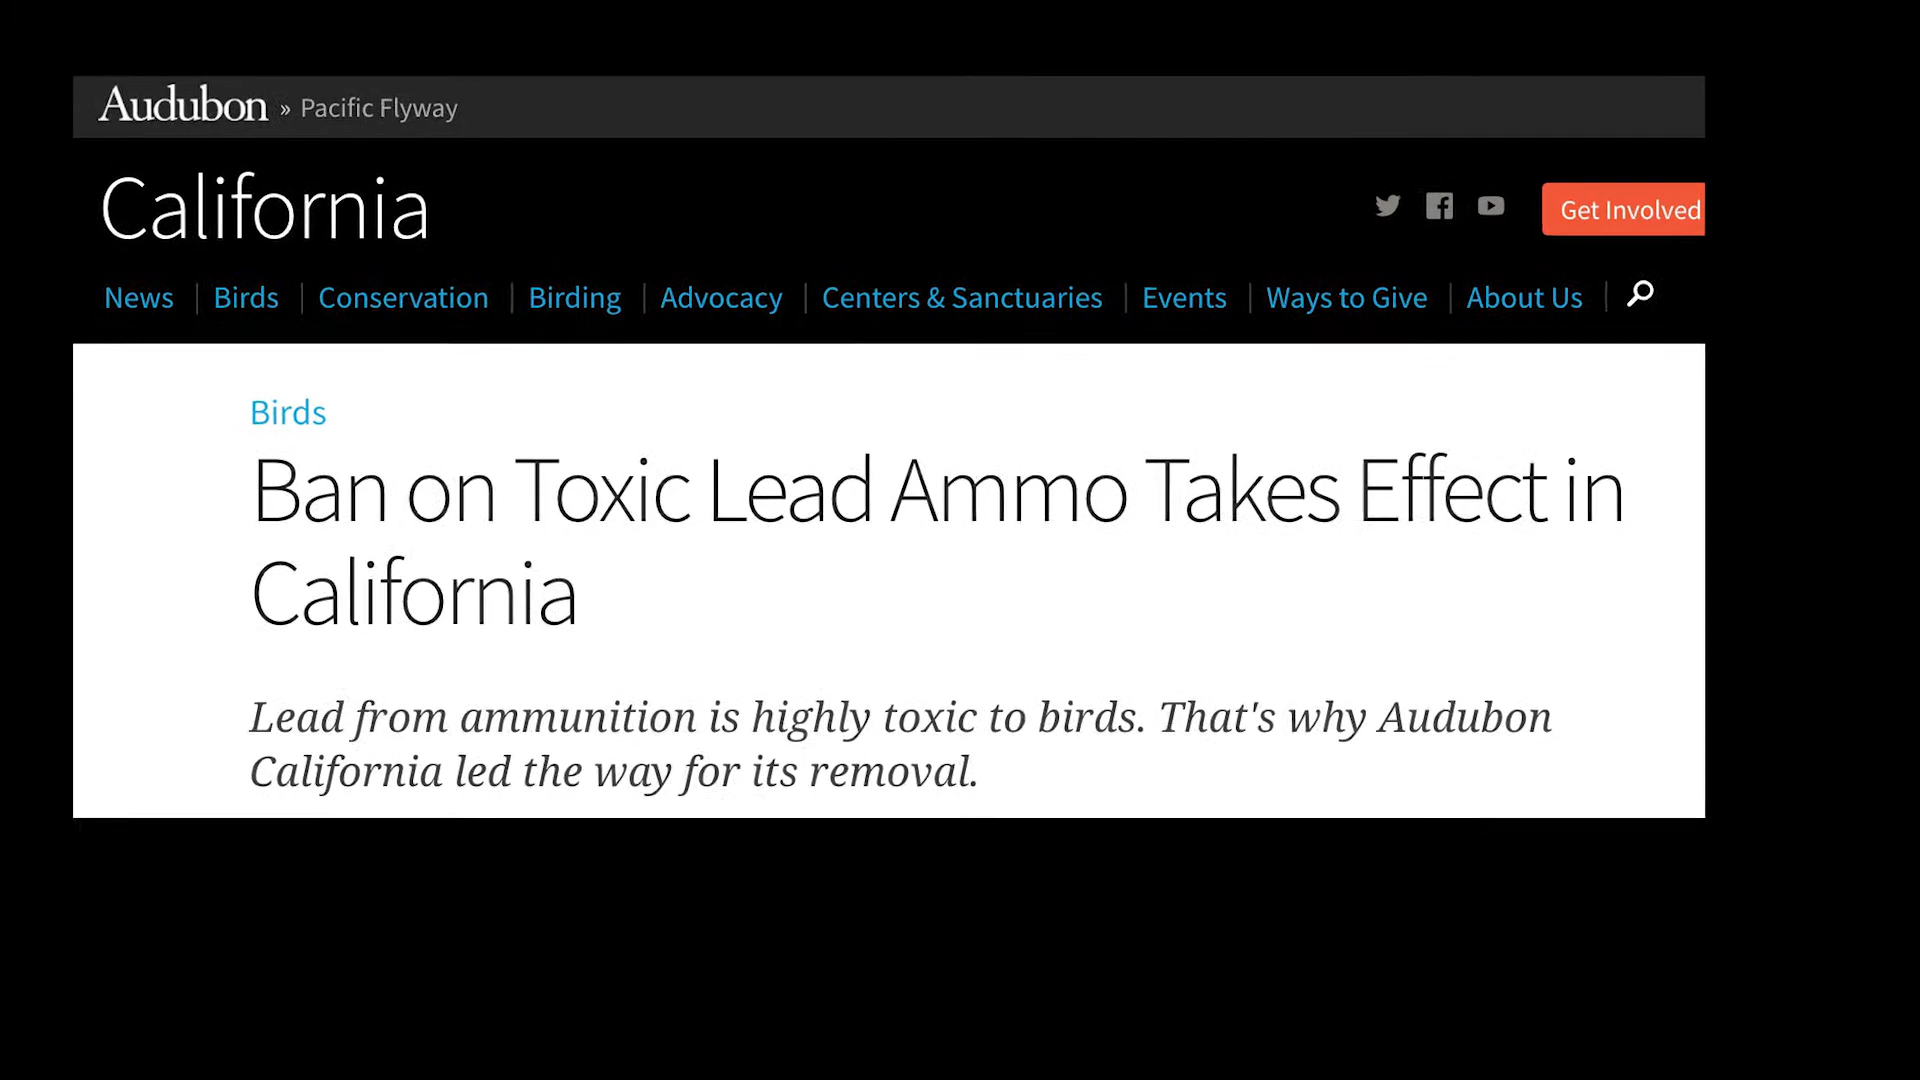 Audubon » Pacific Flyway
California
Get Involved
News Birds Conservation Birding Advocacy Centers & Sanctuaries Events Ways to Give About Us
Birds
Ban on Toxic Lead Ammo Takes Effect in
California
Lead from ammunition is highly toxic to birds. That's why Audubon
California led the way for its removal.